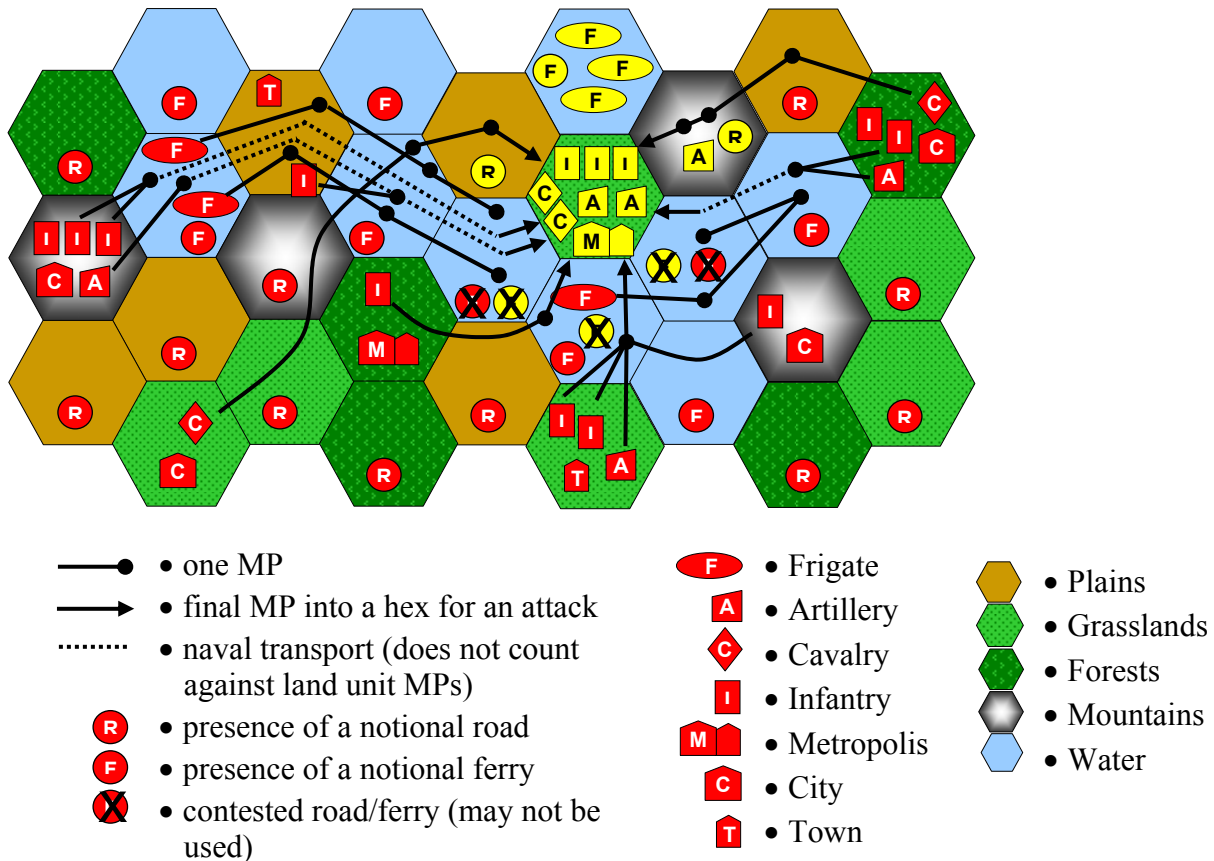 F F F F
T
F F R R C
I I C
F R R A I I I A
R
I C C A A
F I M
I I I F F F
C A R F I R
I C
M F
R R R R F R
C I I
C R T A R
one MP
final MP into a hex for an attack
naval transport (does not count
against land unit MPs)
R • presence of a notional road
F • presence of a notional ferry
X • contested road/ferry (may not be
used)
F • Frigate
A • Artillery
C • Cavalry
I • Infantry
M • Metropolis
C • City
T • Town
• Plains
• Grasslands
• Forests
• Mountains
• Water